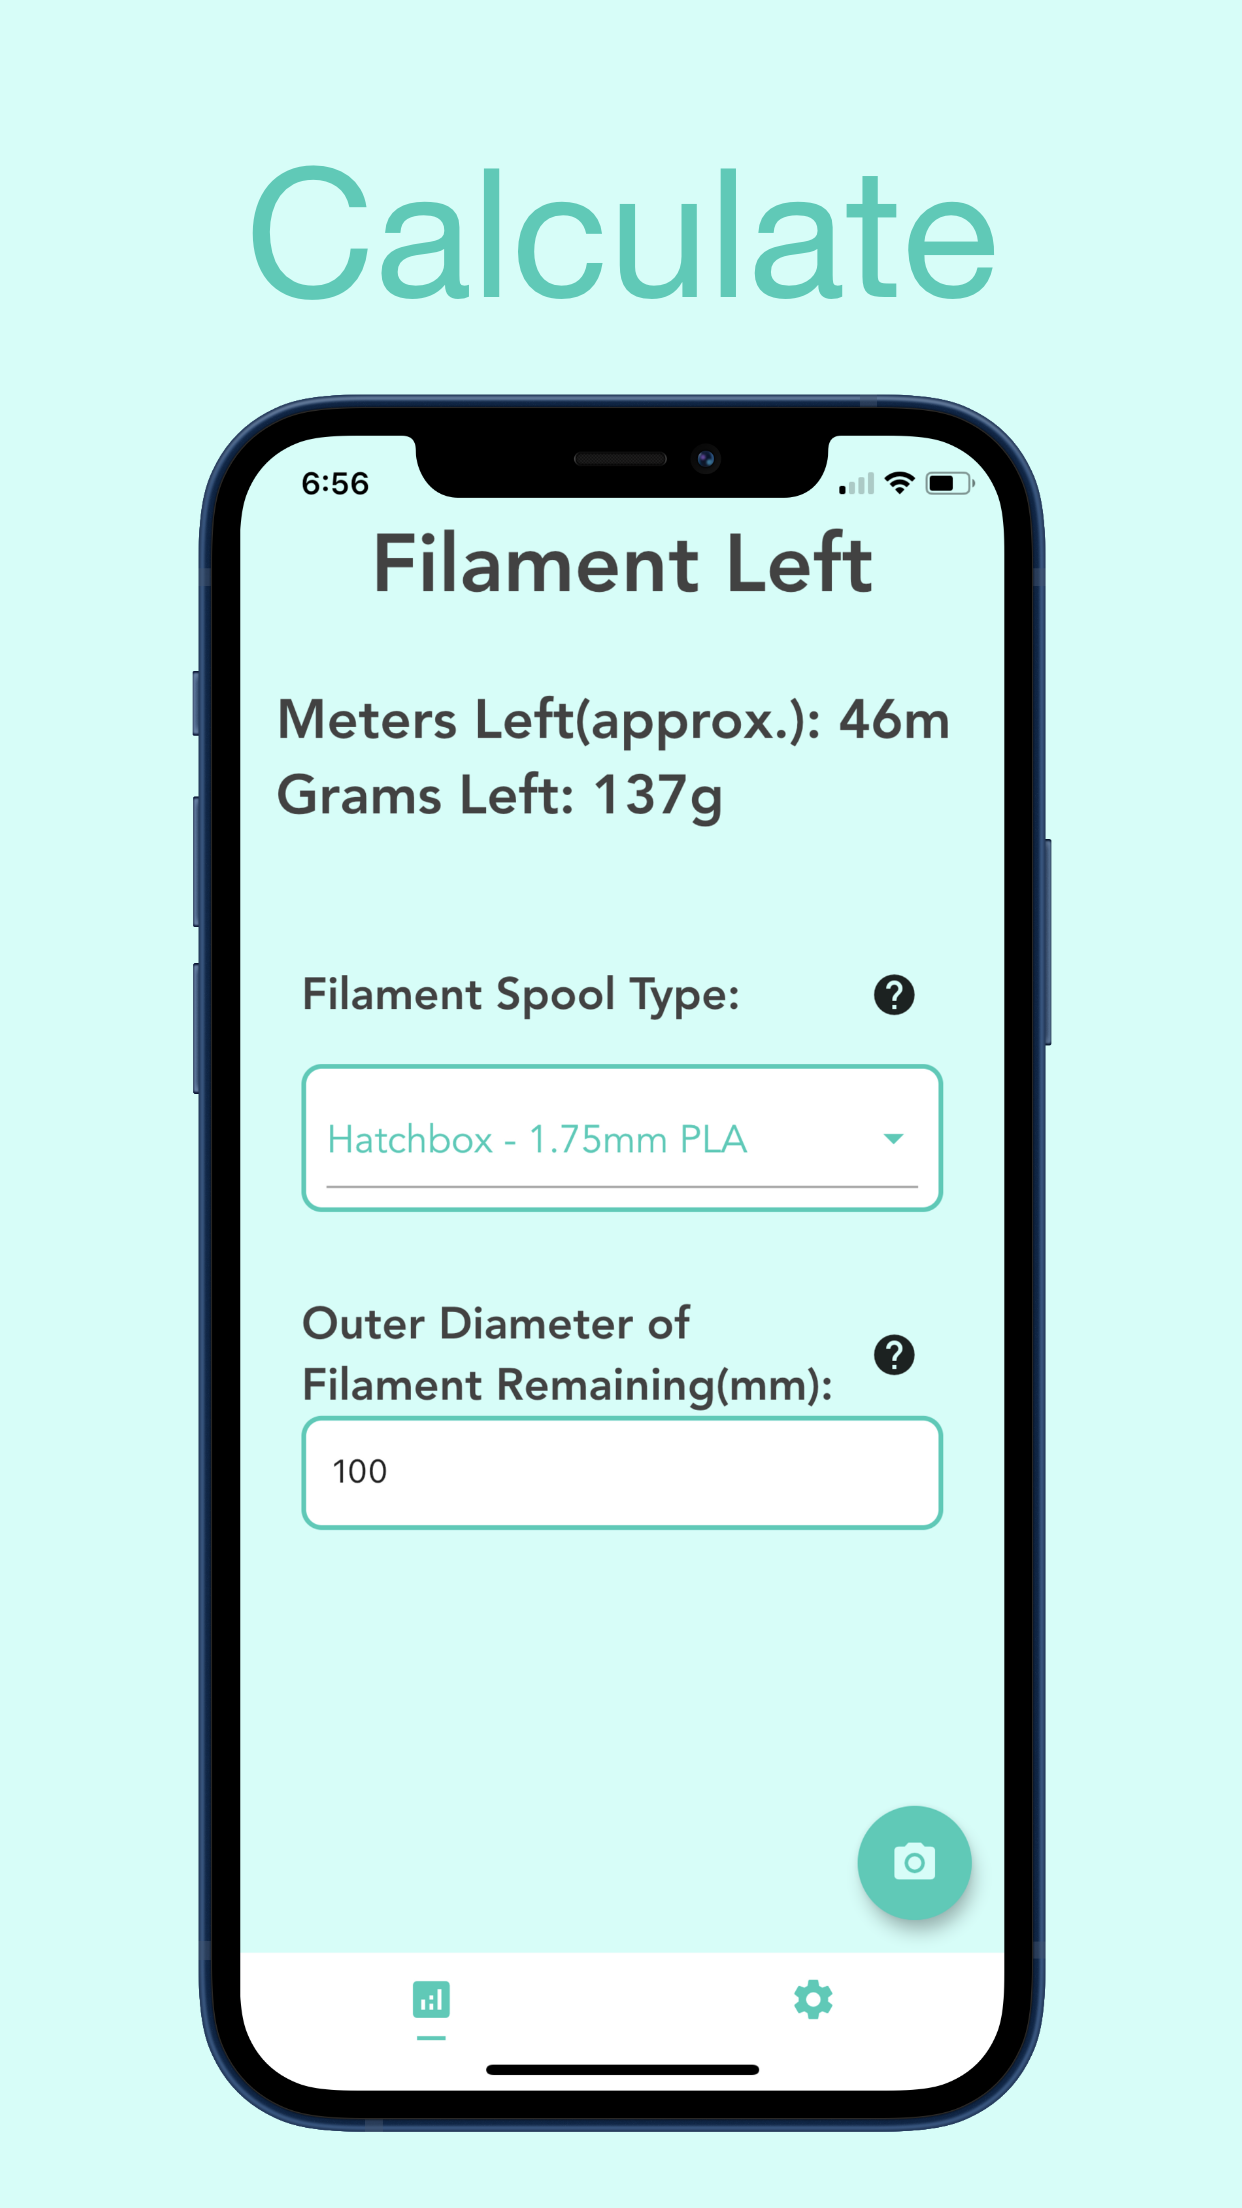 Calculate
6:56
Filament Left
Meters Left(approx.): 46m
Grams Left: 137g
Filament Spool Type:
Hatchbox - 1.75mm PLA
Outer Diameter of
Filament Remaining(mm):
100